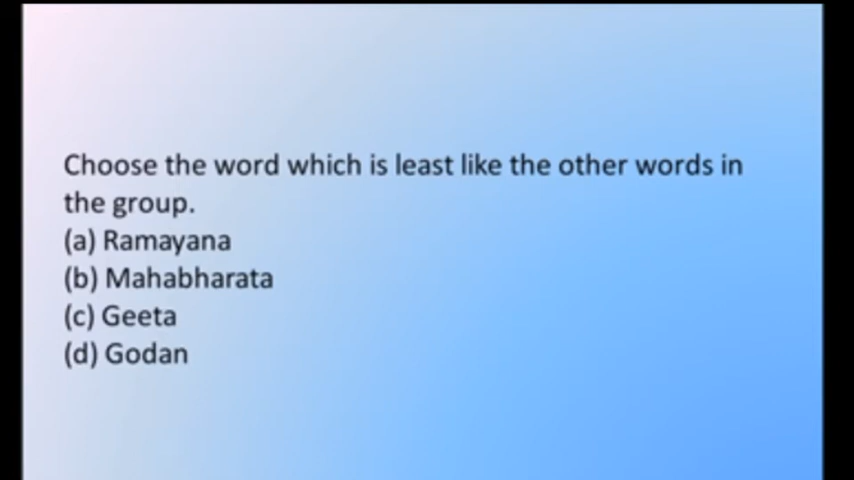 Choose the word which is least like the other words in
the group.
(a) Ramayana
(b) Mahabharata
(c) Geeta
(d) Godan